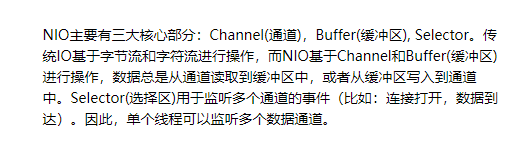 NIO主要有三大核心部分：Channel(通道)，Buffer(缓冲区), Selector。传
统IO基于字节流和字符流进行操作，而NIO基于Channel和Buffer(缓冲区)
进行操作，数据总是从通道读取到缓冲区中，或者从缓冲区写入到通道
中。Selector(选择区)用于监听多个通道的事件（比如：连接打开，数据到
达）。因此，单个线程可以监听多个数据通道。